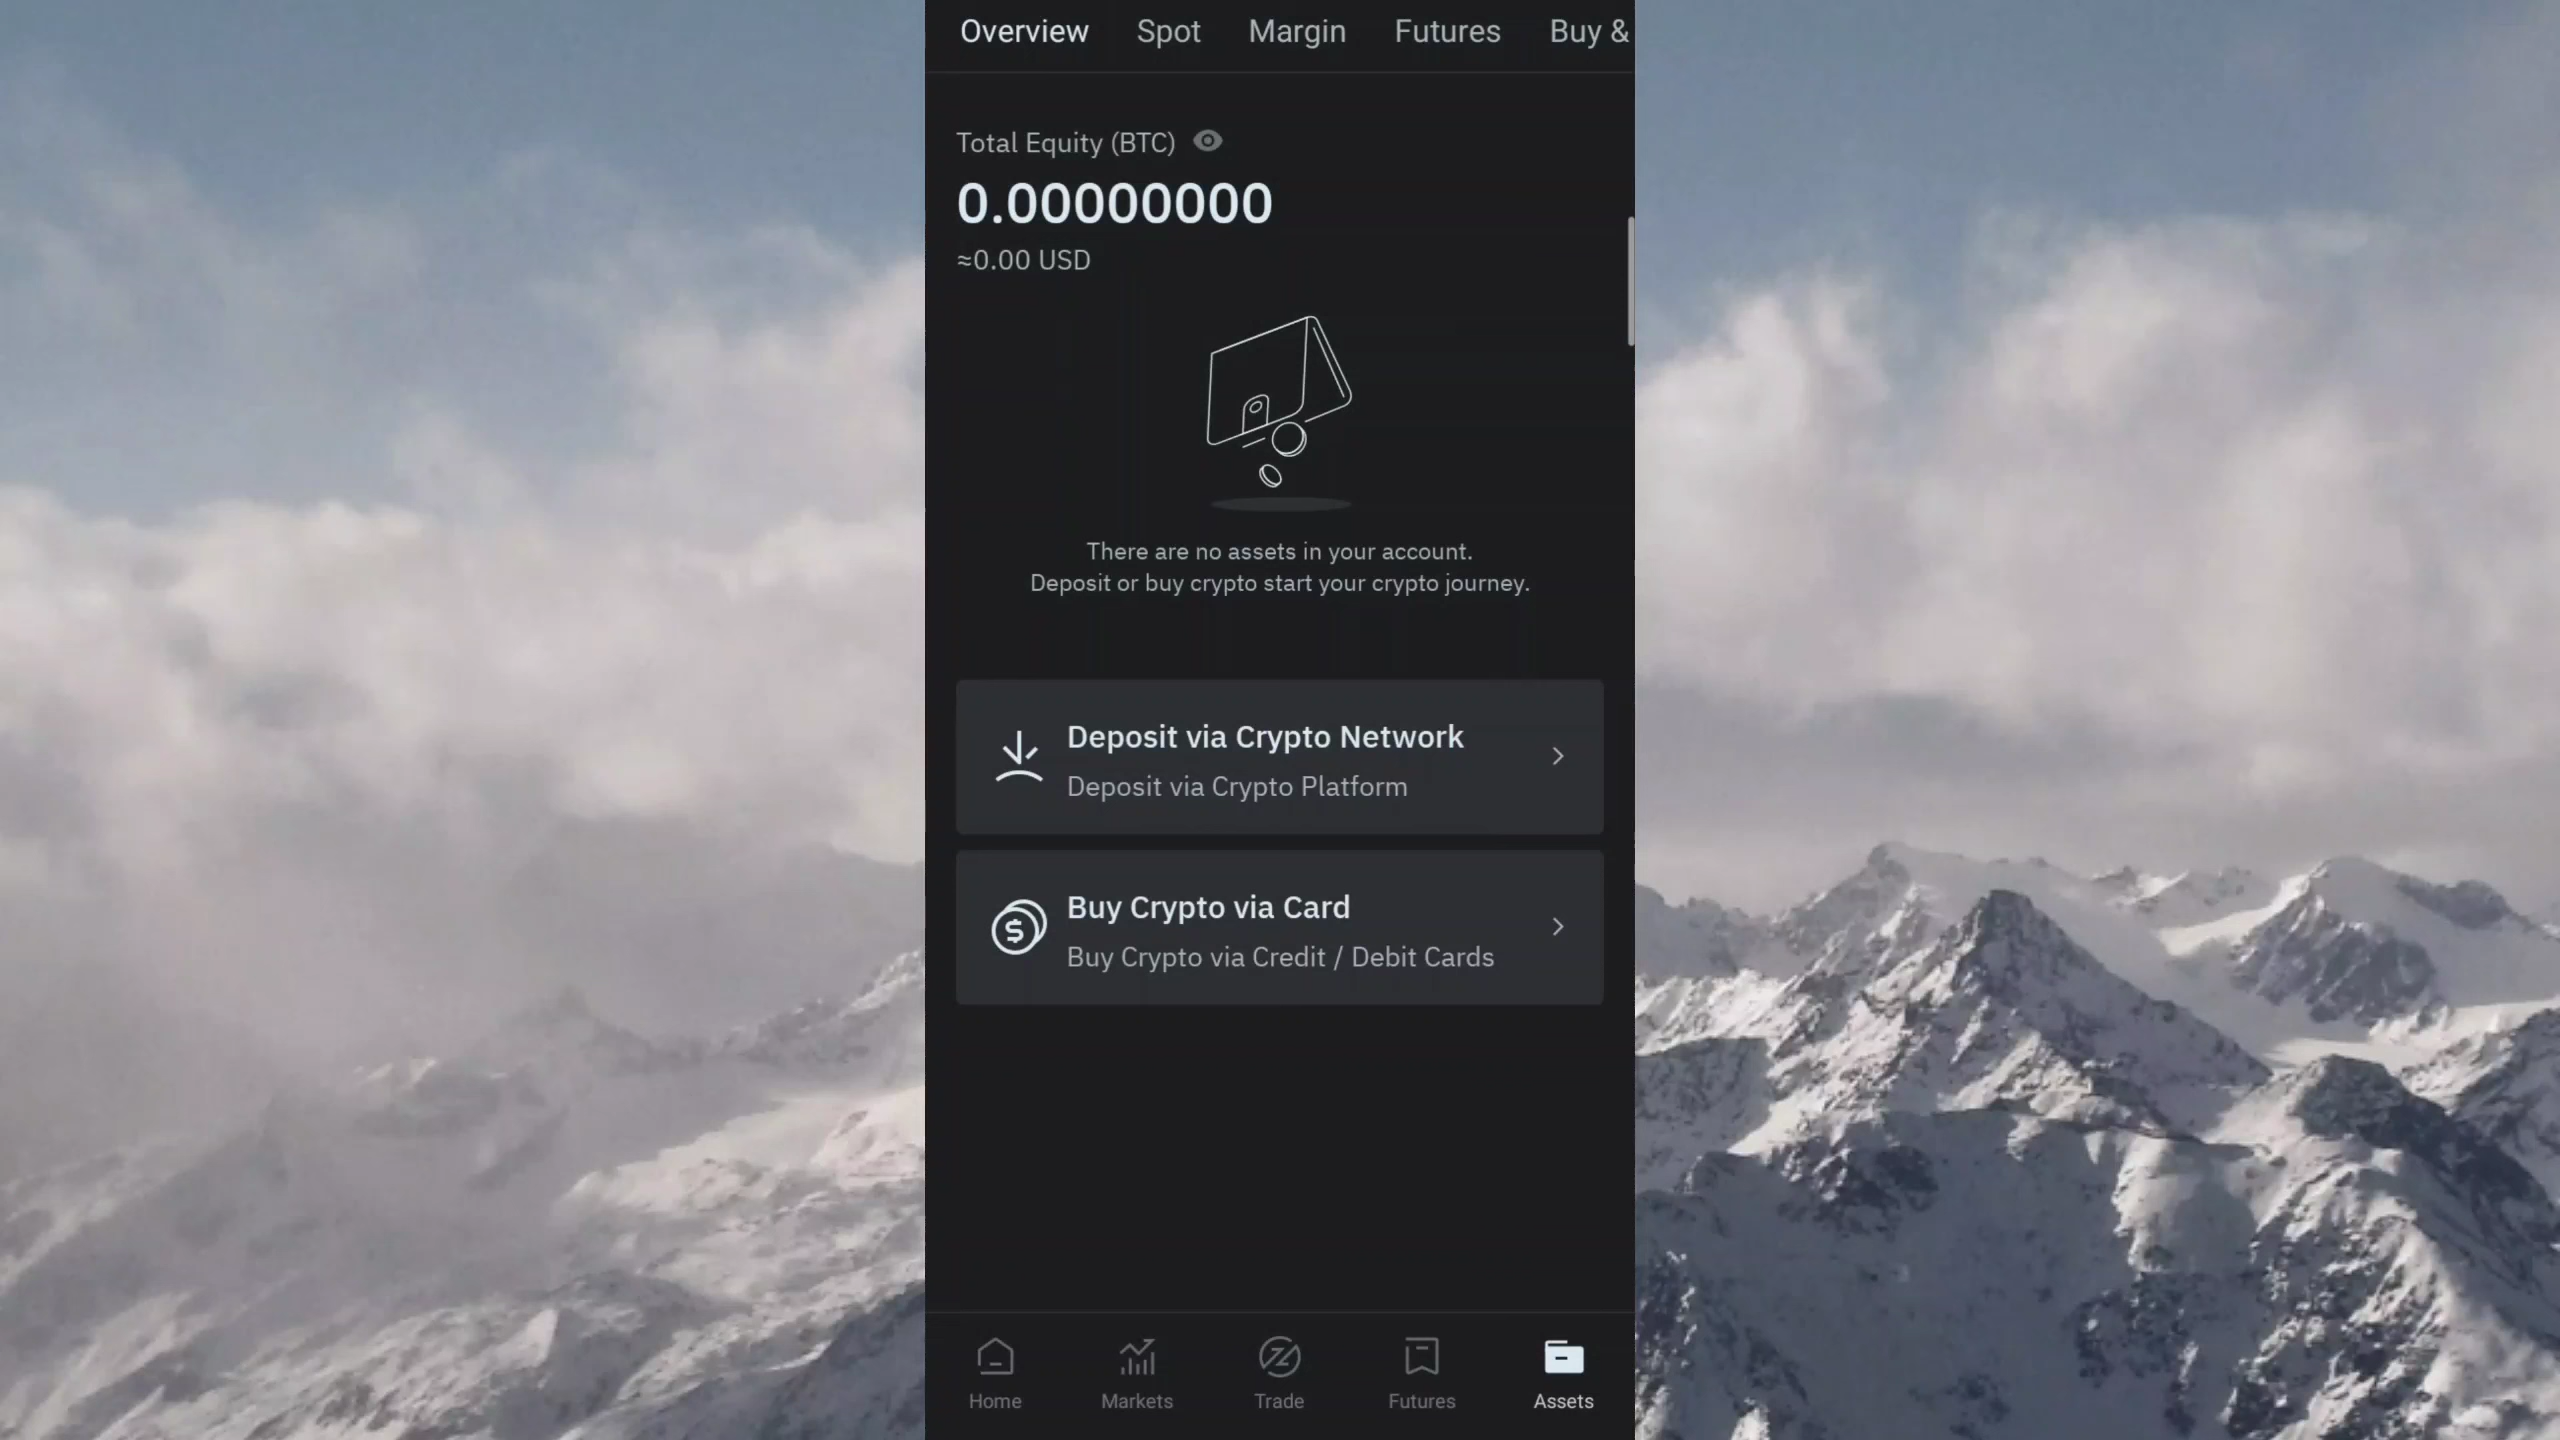 Overview Spot Margin Futures Buy &
Total Equity (BTC)
0.00000000
≈0.00 USD
There are no assets in your account.
Deposit or buy crypto start your crypto journey.
Deposit via Crypto Network
Deposit via Crypto Platform
Buy Crypto via Card
Buy Crypto via Credit / Debit Cards
Home Markets Trade Futures Assets